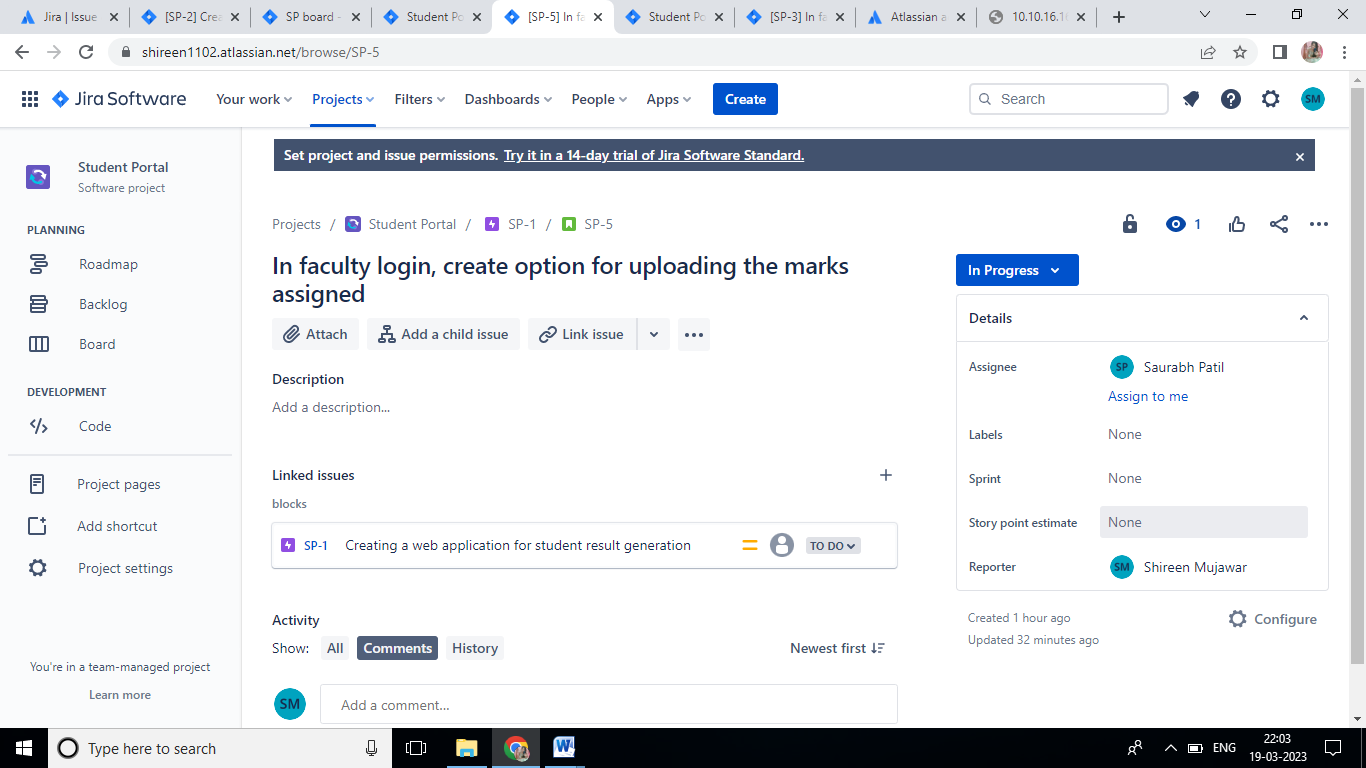 Jira | Issue
[SP-2] Crea
SP board -
Student Po
[SP-5] In fa
Student Po
[SP-3] In fa
Atlassian a
10.10.16.16
shireen1102.atlassian.net/browse/SP-5
Jira Software
Your work
Projects
Filters
Dashboards
People
Apps
Create
Search
SM
Student Portal
Software project
PLANNING
Roadmap
Backlog
Board
DEVELOPMENT
Code
Project pages
Add shortcut
Project settings
You're in a team-managed project
Learn more
Set project and issue permissions. Try it in a 14-day trial of Jira Software Standard.
Projects / Student Portal / SP-1 / SP-5
1
In faculty login, create option for uploading the marks
assigned
Attach
Add a child issue
Link issue
Description
Add a description...
Linked issues
blocks
SP-1 Creating a web application for student result generation
TO DO
Activity
Show: All Comments History
Newest first
SM
Add a comment...
In Progress
Details
Assignee
SP
Saurabh Patil
Assign to me
Labels
None
Sprint
None
Story point estimate
None
Reporter
SM
Shireen Mujawar
Created 1 hour ago
Updated 32 minutes ago
Configure
Type here to search
W
ENG
22:03
19-03-2023